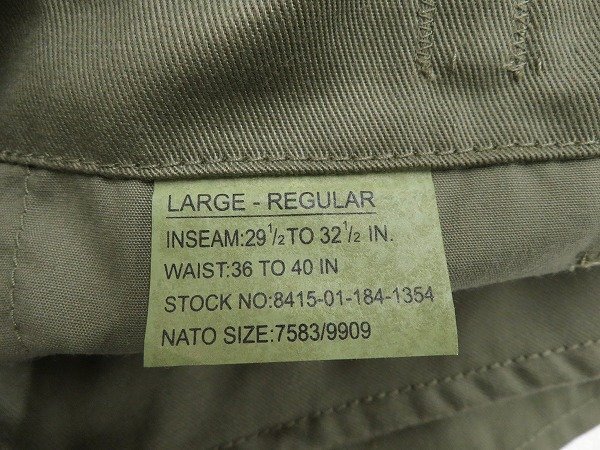 LARGE - REGULAR
INSEAM:29 1/2 TO 32 1/2 IN.
WAIST:36 TO 40 IN
STOCK NO:8415-01-184-1354
NATO SIZE:7583/9909